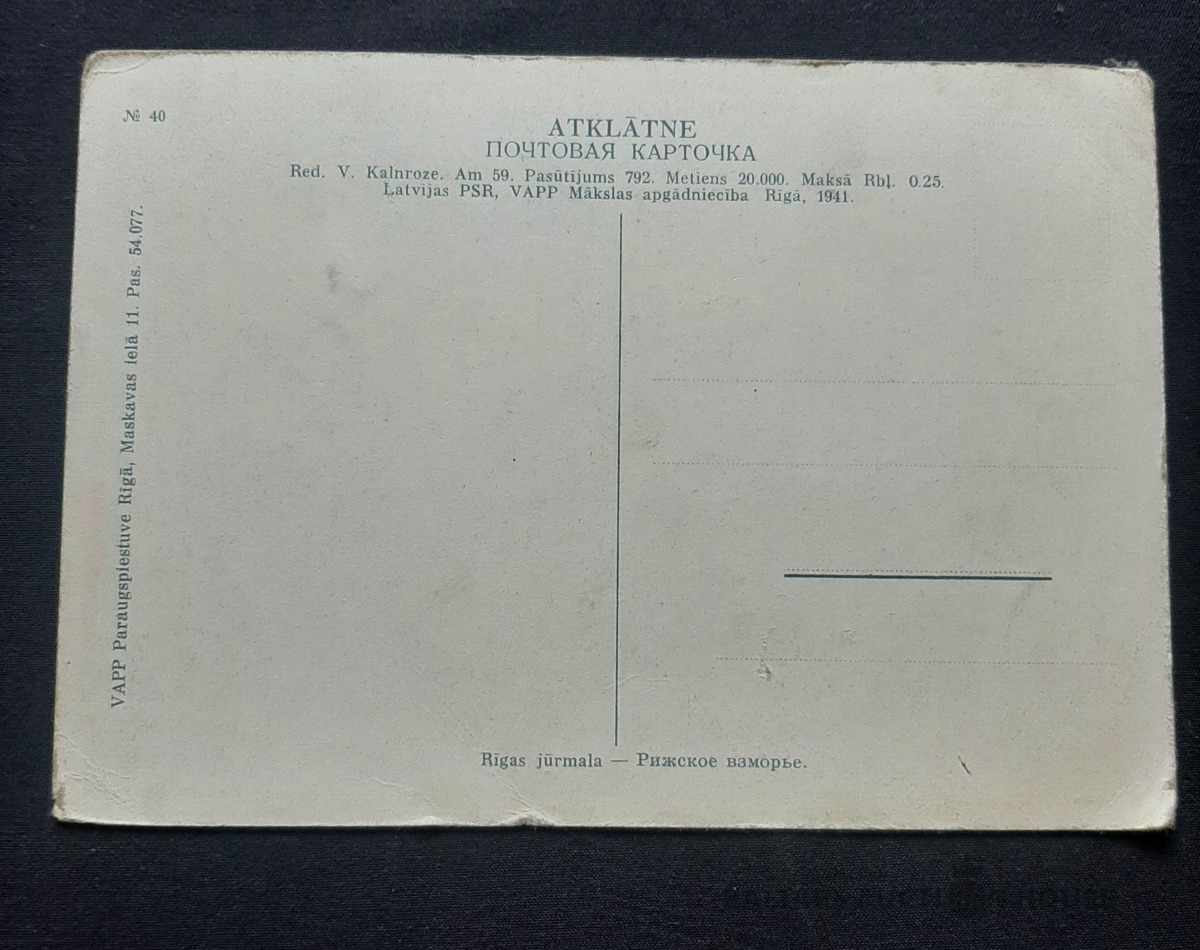 № 40
ATKLĀTNE
ПОЧТОВАЯ КАРТОЧКА
Red. V. Kalnroze. Am 59. Pasūtījums 792. Metiens 20.000. Maksā Rbļ. 0.25.
Latvijas PSR, VAPP Mākslas apgādniecība Rīgā, 1941.
VAPP Paraugspiestuve Rīgā, Maskavas ielā 11. Pas. 54.077.
Rīgas jūrmala — Рижское взморье.